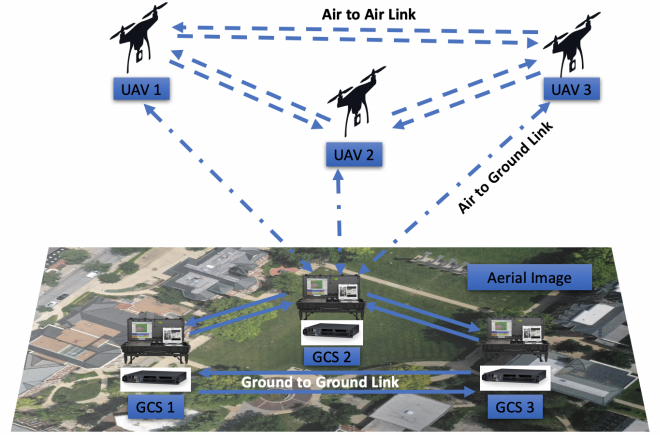 Air to Air Link
UAV 1
UAV 3
UAV 2
Air to Ground Link
Aerial Image
GCS 2
Ground to Ground Link
GCS 1
GCS 3